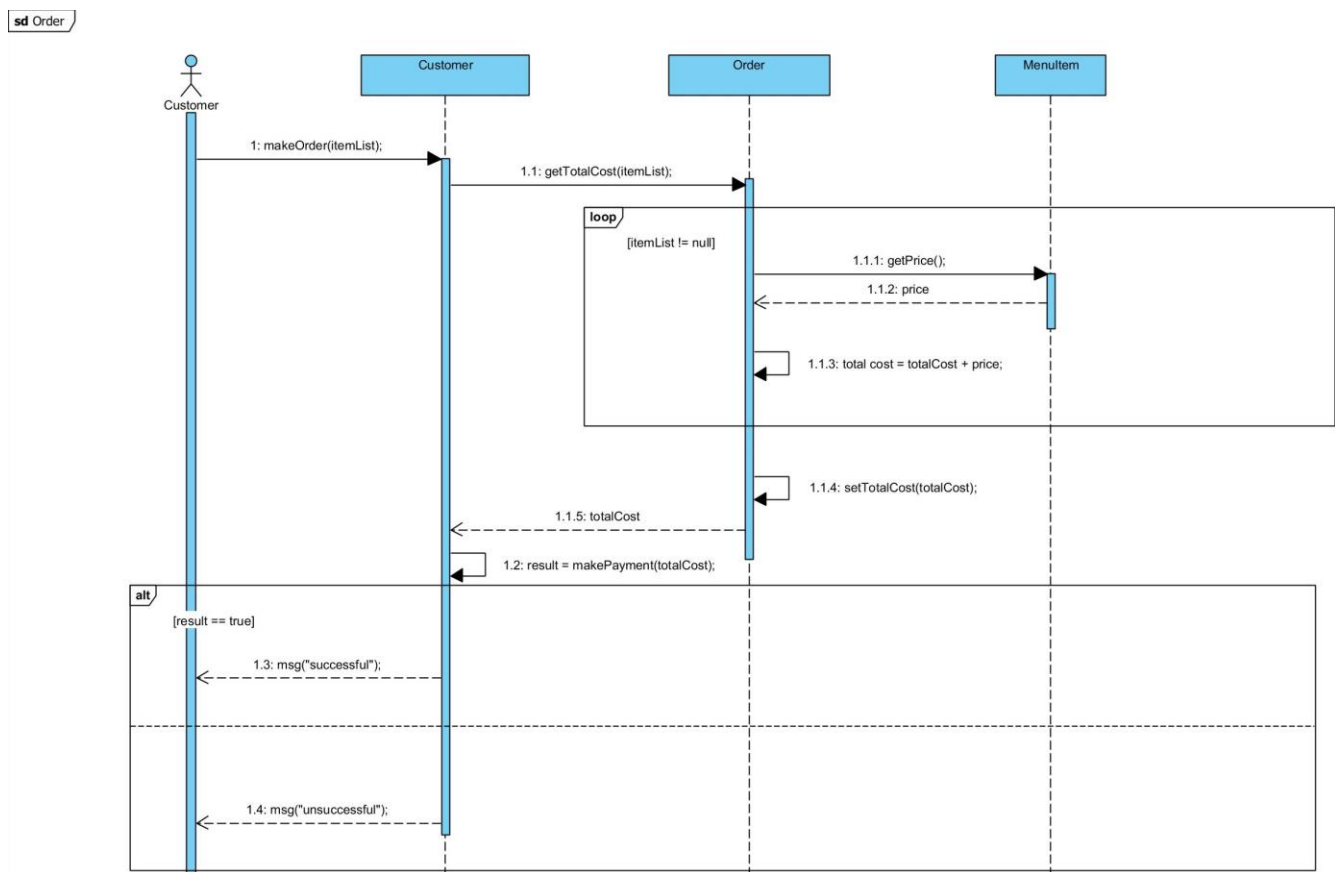 sd Order
Customer
Customer
Order
MenuItem
1: makeOrder(itemList);
1.1: getTotalCost(itemList);
loop
[itemList != null]
1.1.1: getPrice();
1.1.2: price
1.1.3: total cost = totalCost + price;
1.1.4: setTotalCost(totalCost);
1.1.5: totalCost
1.2: result = makePayment(totalCost);
alt
[result == true]
1.3: msg("successful");
1.4: msg("unsuccessful");